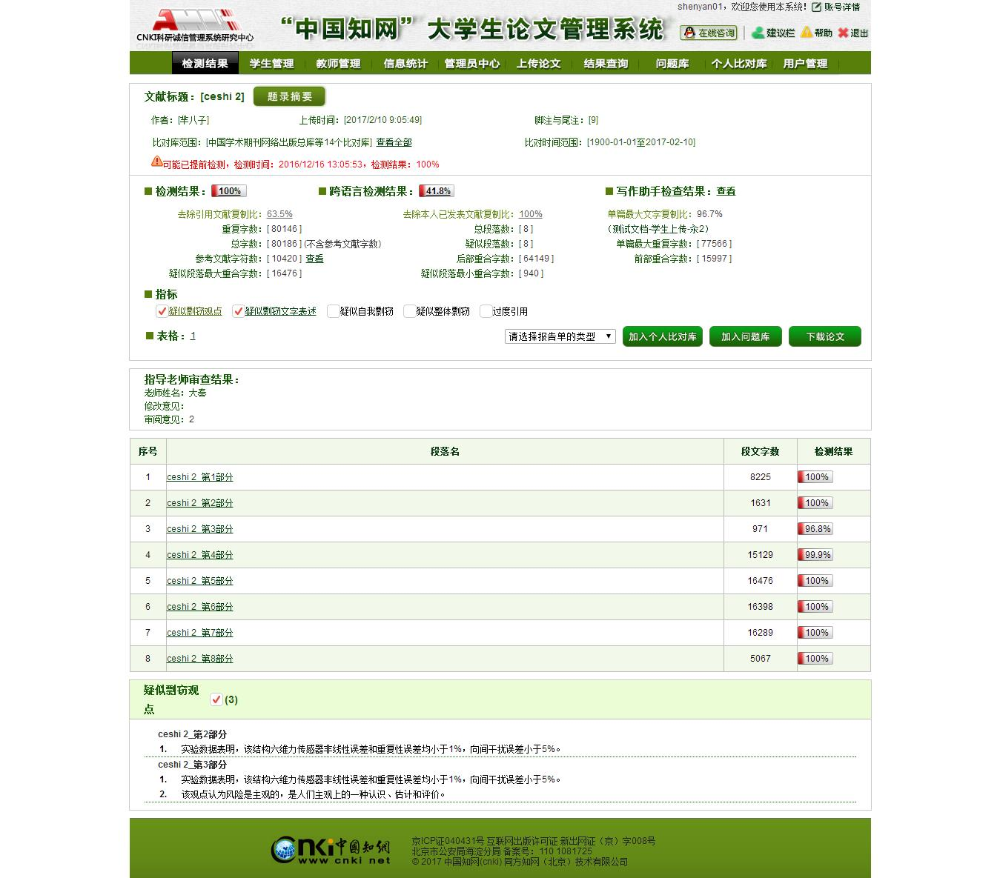 shenyan01，欢迎您使用本系统! 账号详情
CNKI科研诚信管理系统研究中心
“中国知网”大学生论文管理系统
在线咨询 建议栏 帮助 退出
检测结果 学生管理 教师管理 信息统计 管理员中心 上传论文 结果查询 问题库 个人比对库 用户管理
文献标题：[ceshi 2] 题录摘要
作者：[芈八子] 上传时间：[2017/2/10 9:05:49] 脚注与尾注：[9]
比对库范围：[中国学术期刊网络出版总库等14个比对库] 查看全部 比对时间范围：[1900-01-01至2017-02-10]
可能已提前检测，检测时间：2016/12/16 13:05:53，检测结果：100%
检测结果：100% 跨语言检测结果：41.8% 写作助手检查结果：查看
去除引用文献复制比：63.5% 去除本人已发表文献复制比：100% 单篇最大文字复制比：96.7%
重复字数：[ 80146 ] 总段落数：[ 8 ] （测试文档-学生上传-汆2）
总字数：[ 80186 ] (不含参考文献字数) 疑似段落数：[ 8 ] 单篇最大重复字数：[ 77566 ]
参考文献字符数：[ 10420 ] 查看 后部重合字数：[ 64149 ] 前部重合字数：[ 15997 ]
疑似段落最大重合字数：[ 16476 ] 疑似段落最小重合字数：[ 940 ]
指标
疑似剽窃观点 疑似剽窃文字表述 疑似自我剽窃 疑似整体剽窃 过度引用
表格：1 请选择报告单的类型 加入个人比对库 加入问题库 下载论文
指导老师审查结果：
老师姓名：大秦
修改意见：
审阅意见：2
序号 段落名 段文字数 检测结果
1 ceshi 2_第1部分 8225 100%
2 ceshi 2_第2部分 1631 100%
3 ceshi 2_第3部分 971 96.8%
4 ceshi 2_第4部分 15129 99.9%
5 ceshi 2_第5部分 16476 100%
6 ceshi 2_第6部分 16398 100%
7 ceshi 2_第7部分 16289 100%
8 ceshi 2_第8部分 5067 100%
疑似剽窃观
点 (3)
ceshi 2_第2部分
1. 实验数据表明，该结构六维力传感器非线性误差和重复性误差均小于1%，向间干扰误差小于5%。
ceshi 2_第3部分
1. 实验数据表明，该结构六维力传感器非线性误差和重复性误差均小于1%，向间干扰误差小于5%。
2. 该观点认为风险是主观的，是人们主观上的一种认识、估计和评价。
Cnki中国知网
www cnki net
京ICP证040431号 互联网出版许可证 新出网证（京）字008号
北京市公安局海淀分局 备案号：110 1081725
© 2017 中国知网(cnki) 同方知网（北京）技术有限公司